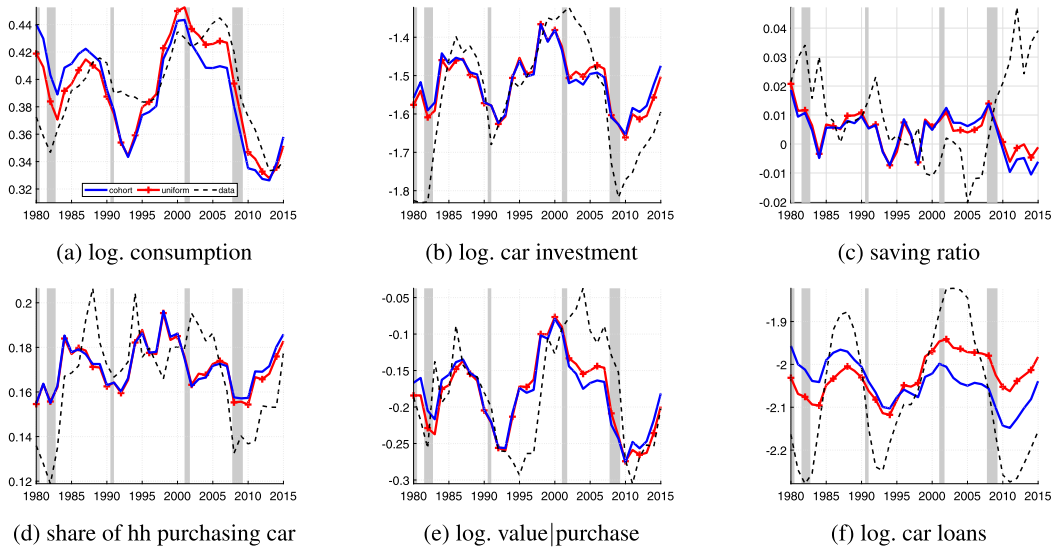 0.44
0.42
0.40
0.38
0.36
0.34
0.32
cohort uniform data
1980 1985 1990 1995 2000 2005 2010 2015
(a) log. consumption
-1.4
-1.5
-1.6
-1.7
-1.8
1980 1985 1990 1995 2000 2005 2010 2015
(b) log. car investment
0.04
0.03
0.02
0.01
0
-0.01
-0.02
1980 1985 1990 1995 2000 2005 2010 2015
(c) saving ratio
0.2
0.18
0.16
0.14
0.12
1980 1985 1990 1995 2000 2005 2010 2015
(d) share of hh purchasing car
-0.05
-0.1
-0.15
-0.2
-0.25
-0.3
1980 1985 1990 1995 2000 2005 2010 2015
(e) log. value|purchase
-1.9
-2
-2.1
-2.2
1980 1985 1990 1995 2000 2005 2010 2015
(f) log. car loans